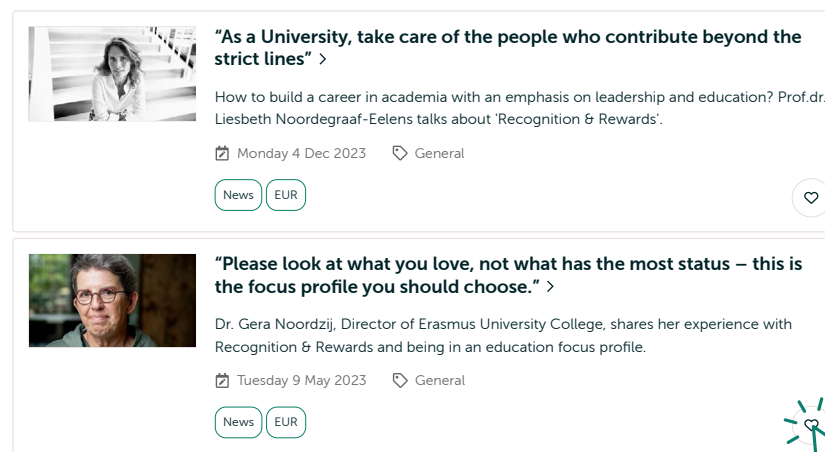 “As a University, take care of the people who contribute beyond the
strict lines”
How to build a career in academia with an emphasis on leadership and education? Prof.dr.
Liesbeth Noordegraaf-Eelens talks about 'Recognition & Rewards'.
Monday 4 Dec 2023 General
News EUR
“Please look at what you love, not what has the most status – this is
the focus profile you should choose.”
Dr. Gera Noordzij, Director of Erasmus University College, shares her experience with
Recognition & Rewards and being in an education focus profile.
Tuesday 9 May 2023 General
News EUR